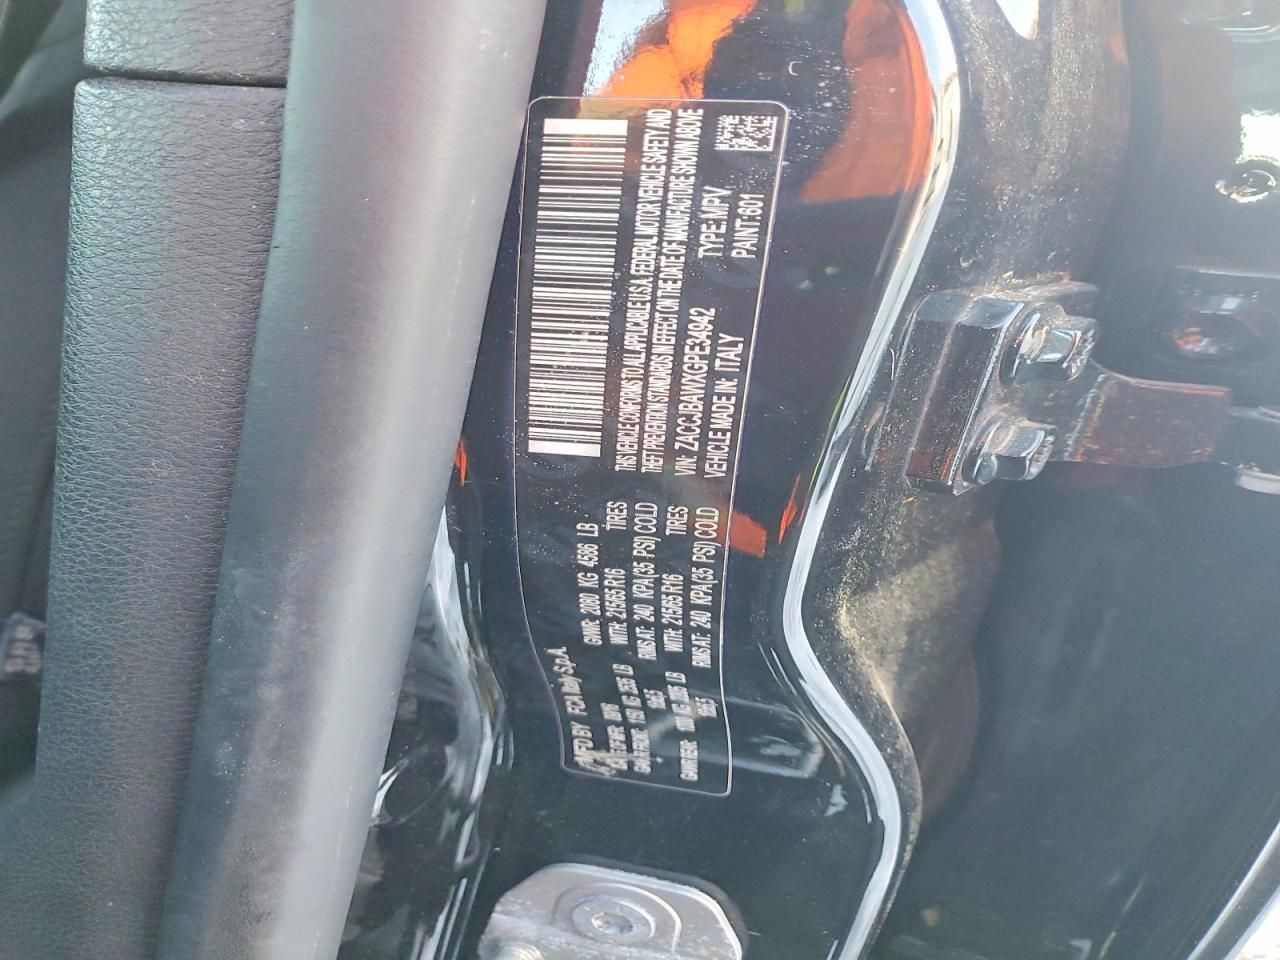 THIS VEHICLE CONFORMS TO ALL APPLICABLE U.S.A. FEDERAL MOTOR VEHICLE SAFETY AND
THEFT PREVENTION STANDARDS IN EFFECT ON THE DATE OF MANUFACTURE SHOWN ABOVE
VIN: ZACCJBAWXGPE34942 TYPE: MPV
VEHICLE MADE IN: ITALY PAINT: 601
MFD BY FCA Italy S.p.A.
GVWR: 2080 KG 4586 LB
WITH: 215/65 R16 TIRES
RIMS AT: 240 KPA(35 PSI) COLD
WITH: 215/65 R16 TIRES
RIMS AT: 240 KPA(35 PSI) COLD